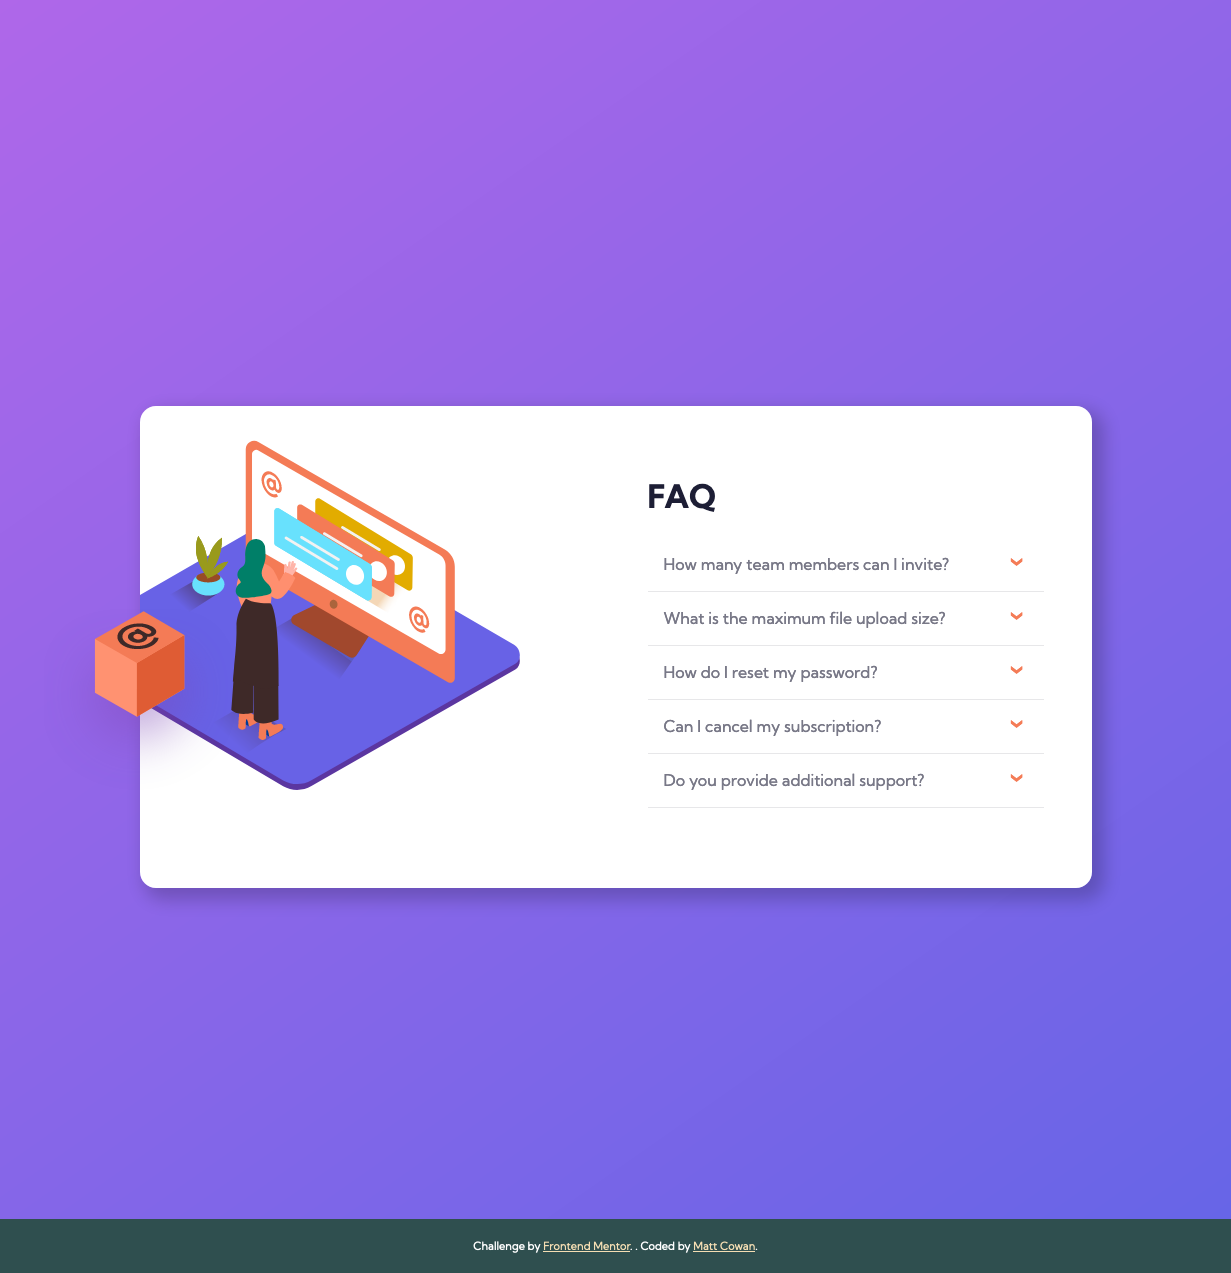 FAQ
How many team members can I invite?
What is the maximum file upload size?
How do I reset my password?
Can I cancel my subscription?
Do you provide additional support?
@
@
@
Challenge by Frontend Mentor. . Coded by Matt Cowan.